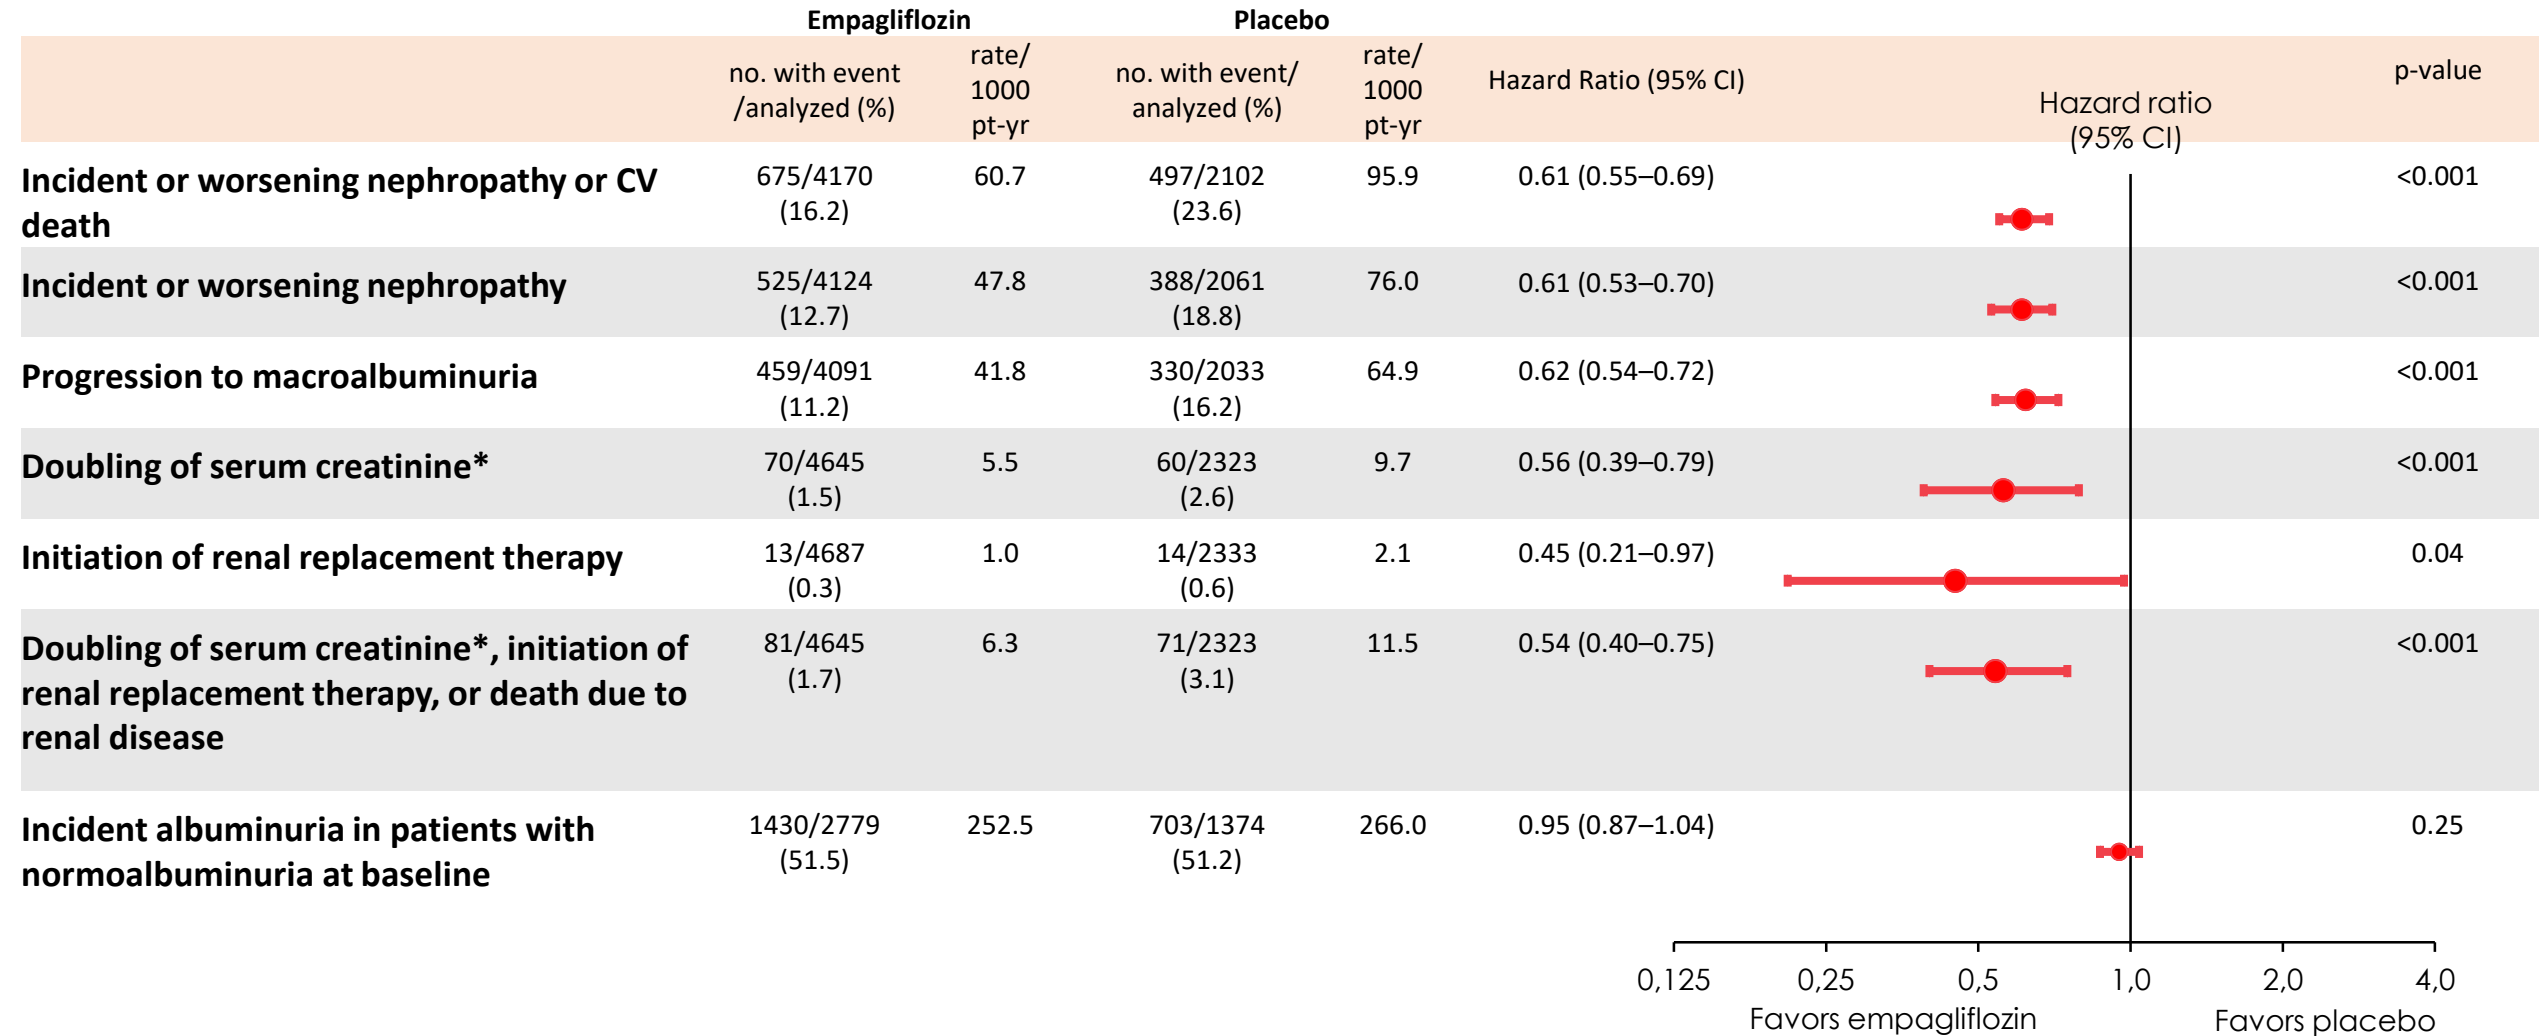 Empagliflozin Placebo
no. with event
/analyzed (%)
rate/
1000
pt-yr
no. with event/
analyzed (%)
rate/
1000
pt-yr
Hazard Ratio (95% CI)
Hazard ratio
(95% CI)
p-value
Incident or worsening nephropathy or CV
death
675/4170
(16.2)
60.7
497/2102
(23.6)
95.9
0.61 (0.55–0.69)
<0.001
Incident or worsening nephropathy
525/4124
(12.7)
47.8
388/2061
(18.8)
76.0
0.61 (0.53–0.70)
<0.001
Progression to macroalbuminuria
459/4091
(11.2)
41.8
330/2033
(16.2)
64.9
0.62 (0.54–0.72)
<0.001
Doubling of serum creatinine*
70/4645
(1.5)
5.5
60/2323
(2.6)
9.7
0.56 (0.39–0.79)
<0.001
Initiation of renal replacement therapy
13/4687
(0.3)
1.0
14/2333
(0.6)
2.1
0.45 (0.21–0.97)
0.04
Doubling of serum creatinine*, initiation of
renal replacement therapy, or death due to
renal disease
81/4645
(1.7)
6.3
71/2323
(3.1)
11.5
0.54 (0.40–0.75)
<0.001
Incident albuminuria in patients with
normoalbuminuria at baseline
1430/2779
(51.5)
252.5
703/1374
(51.2)
266.0
0.95 (0.87–1.04)
0.25
0,125 0,25 0,5 1,0 2,0 4,0
Favors empagliflozin Favors placebo